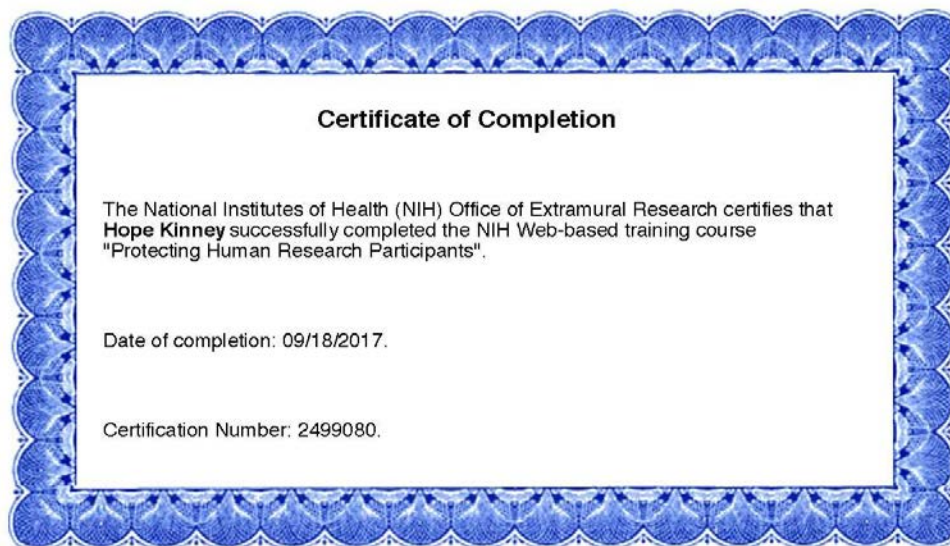 Certificate of Completion
The National Institutes of Health (NIH) Office of Extramural Research certifies that
Hope Kinney successfully completed the NIH Web-based training course
"Protecting Human Research Participants".
Date of completion: 09/18/2017.
Certification Number: 2499080.